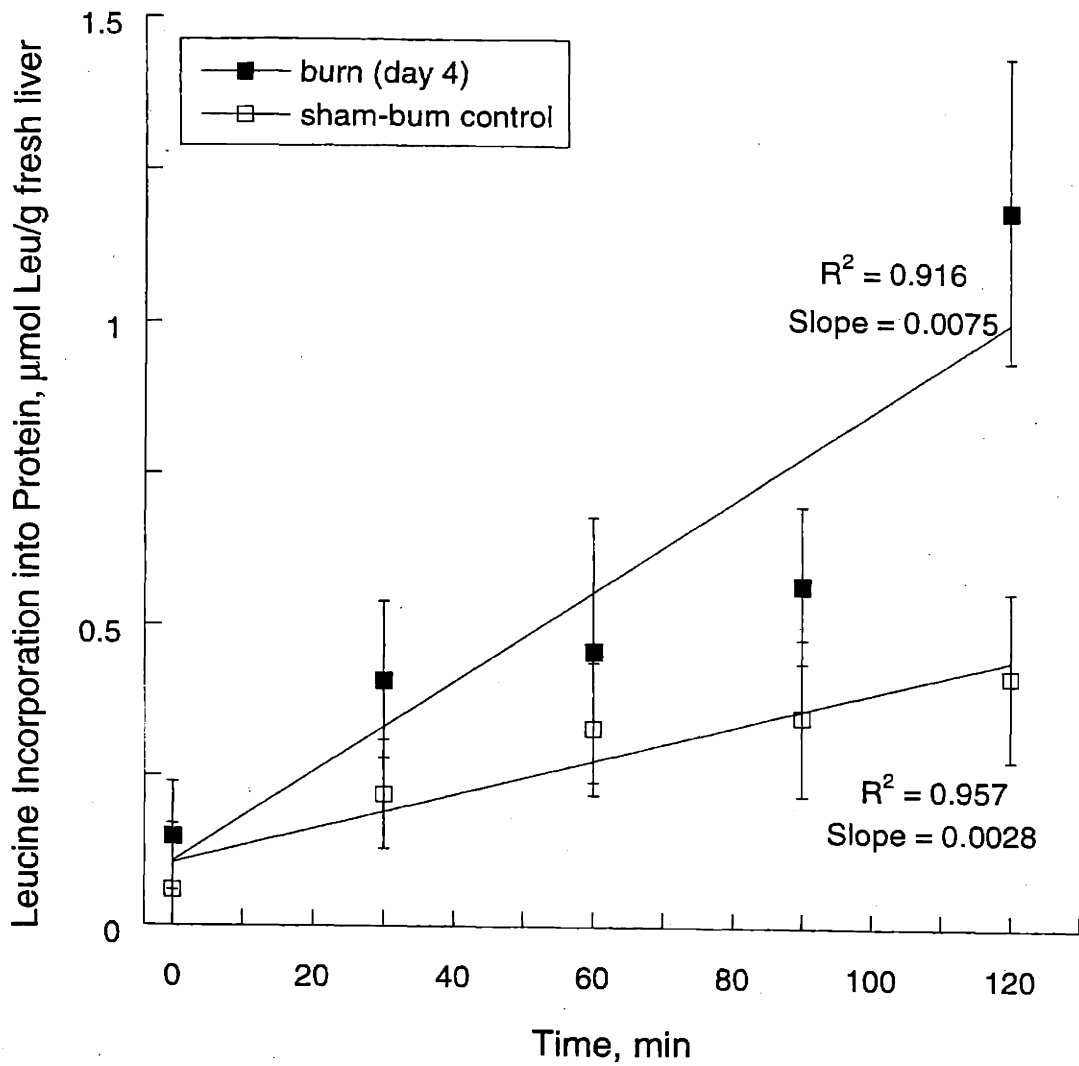 Leucine Incorporation into Protein, μmol Leu/g fresh liver
1.5
1
0.5
0
burn (day 4)
sham-burn control
R² = 0.916
Slope = 0.0075
R² = 0.957
Slope = 0.0028
0 20 40 60 80 100 120
Time, min